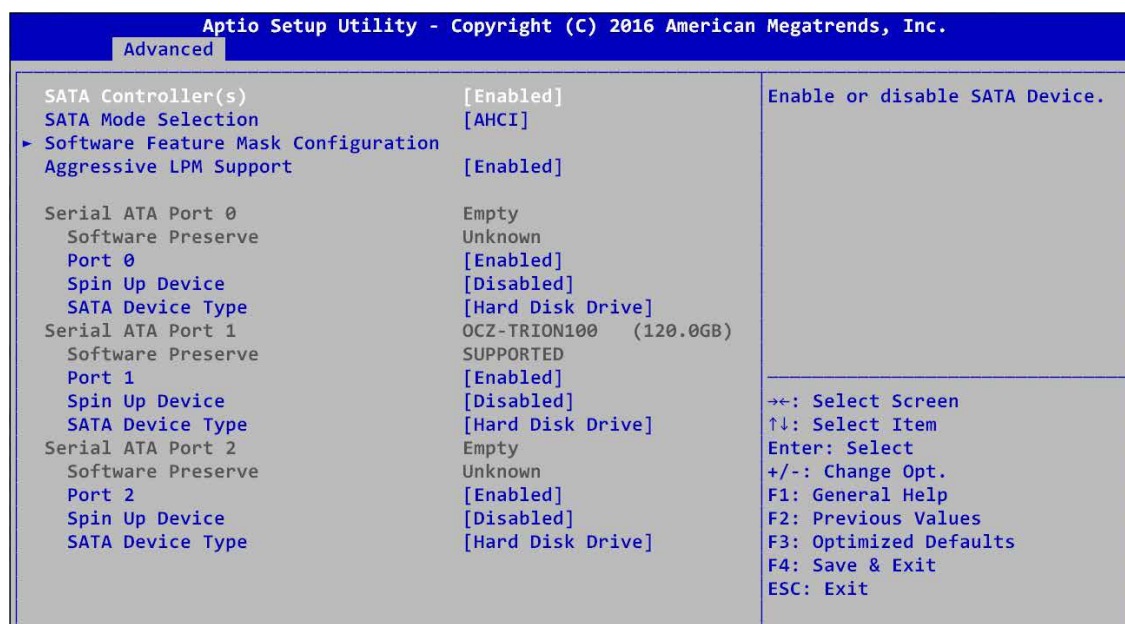 Aptio Setup Utility - Copyright (C) 2016 American Megatrends, Inc.
Advanced
SATA Controller(s) [Enabled]
SATA Mode Selection [AHCI]
► Software Feature Mask Configuration
Aggressive LPM Support [Enabled]
Serial ATA Port 0 Empty
Software Preserve Unknown
Port 0 [Enabled]
Spin Up Device [Disabled]
SATA Device Type [Hard Disk Drive]
Serial ATA Port 1 OCZ-TRION100 (120.0GB)
Software Preserve SUPPORTED
Port 1 [Enabled]
Spin Up Device [Disabled]
SATA Device Type [Hard Disk Drive]
Serial ATA Port 2 Empty
Software Preserve Unknown
Port 2 [Enabled]
Spin Up Device [Disabled]
SATA Device Type [Hard Disk Drive]
Enable or disable SATA Device.
→←: Select Screen
↑↓: Select Item
Enter: Select
+/-: Change Opt.
F1: General Help
F2: Previous Values
F3: Optimized Defaults
F4: Save & Exit
ESC: Exit